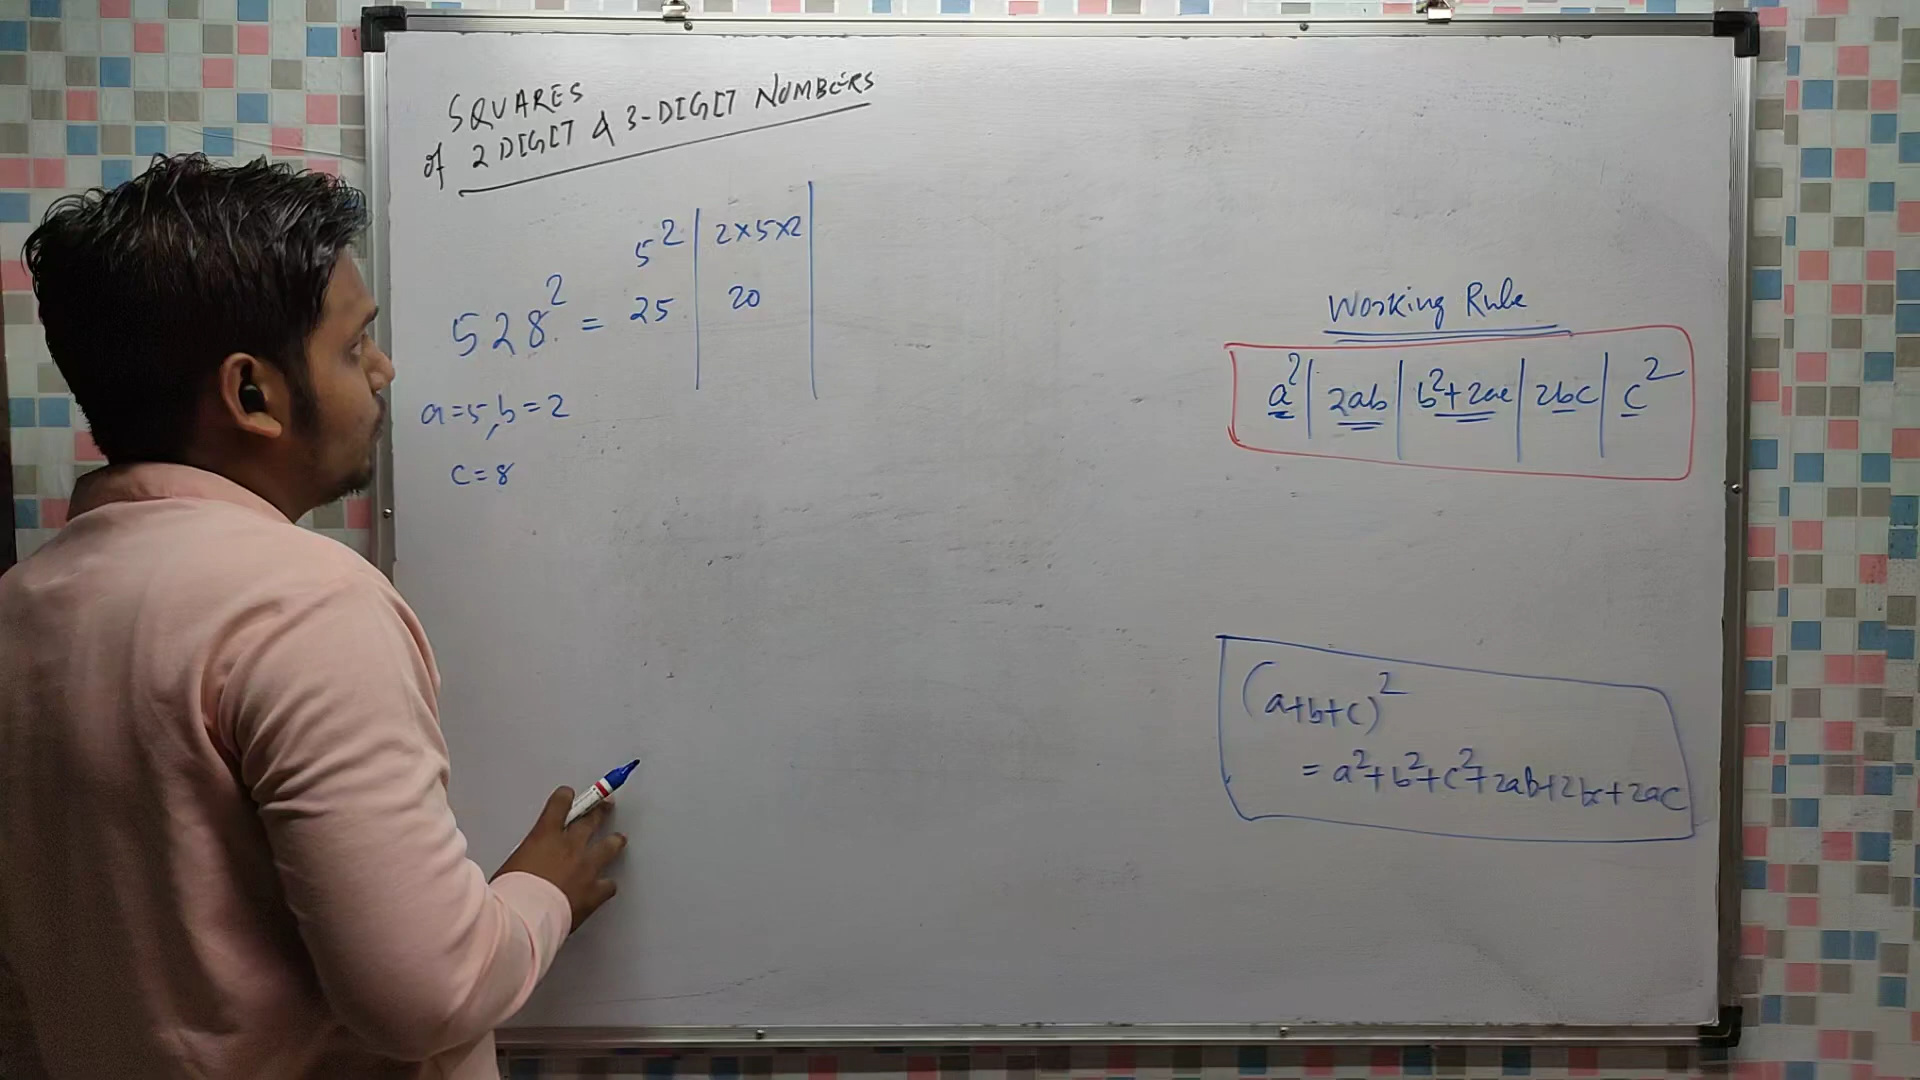 SQUARES
of 2 DIGIT & 3-DIGIT NUMBERS
5² | 2×5×2 |
528² = 25 | 20 |
a=5, b=2
c=8
Working Rule
a² | 2ab | b²+2ac | 2bc | c²
(a+b+c)²
= a²+b²+c²+2ab+2bc+2ac